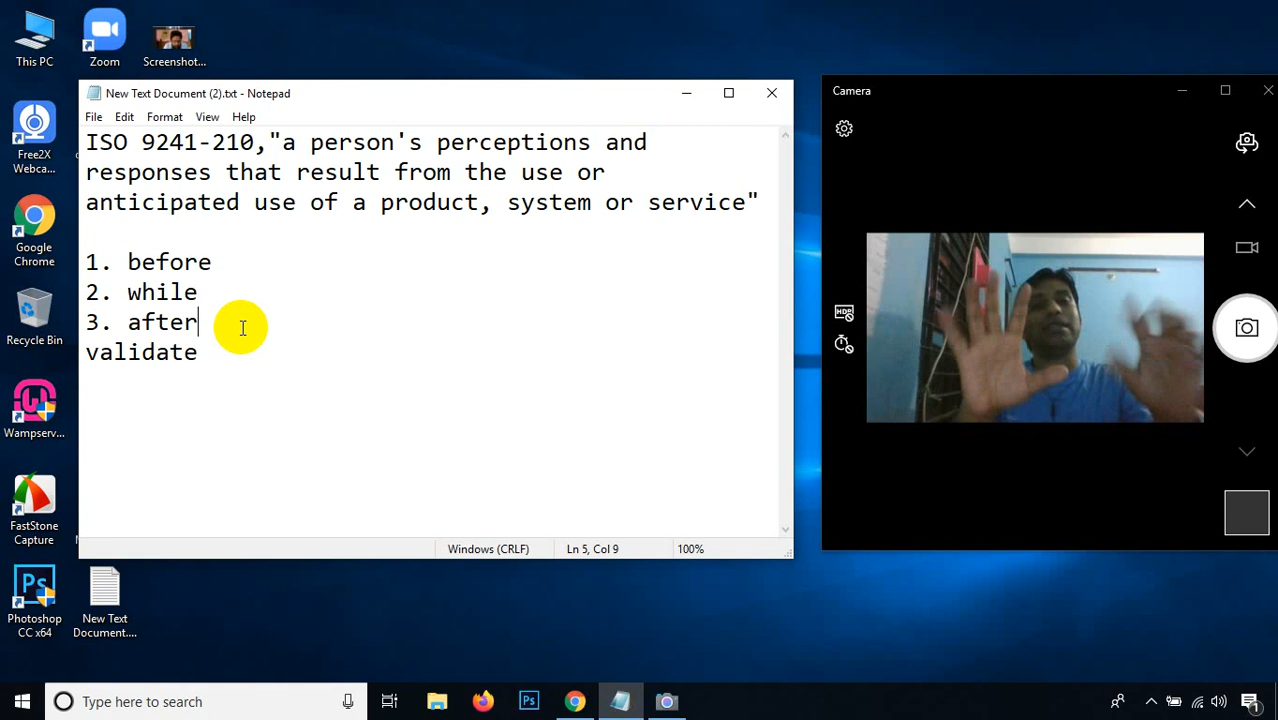 This PC
Zoom
Screenshot...
Free2X
Webca...
Google
Chrome
Recycle Bin
Wampserv...
FastStone
Capture
Photoshop
CC x64
New Text
Document....
New Text Document (2).txt - Notepad
File Edit Format View Help
ISO 9241-210,"a person's perceptions and
responses that result from the use or
anticipated use of a product, system or service"
1. before
2. while
3. after
validate
Windows (CRLF) Ln 5, Col 9 100%
Camera
HDR
Type here to search
Ps
1